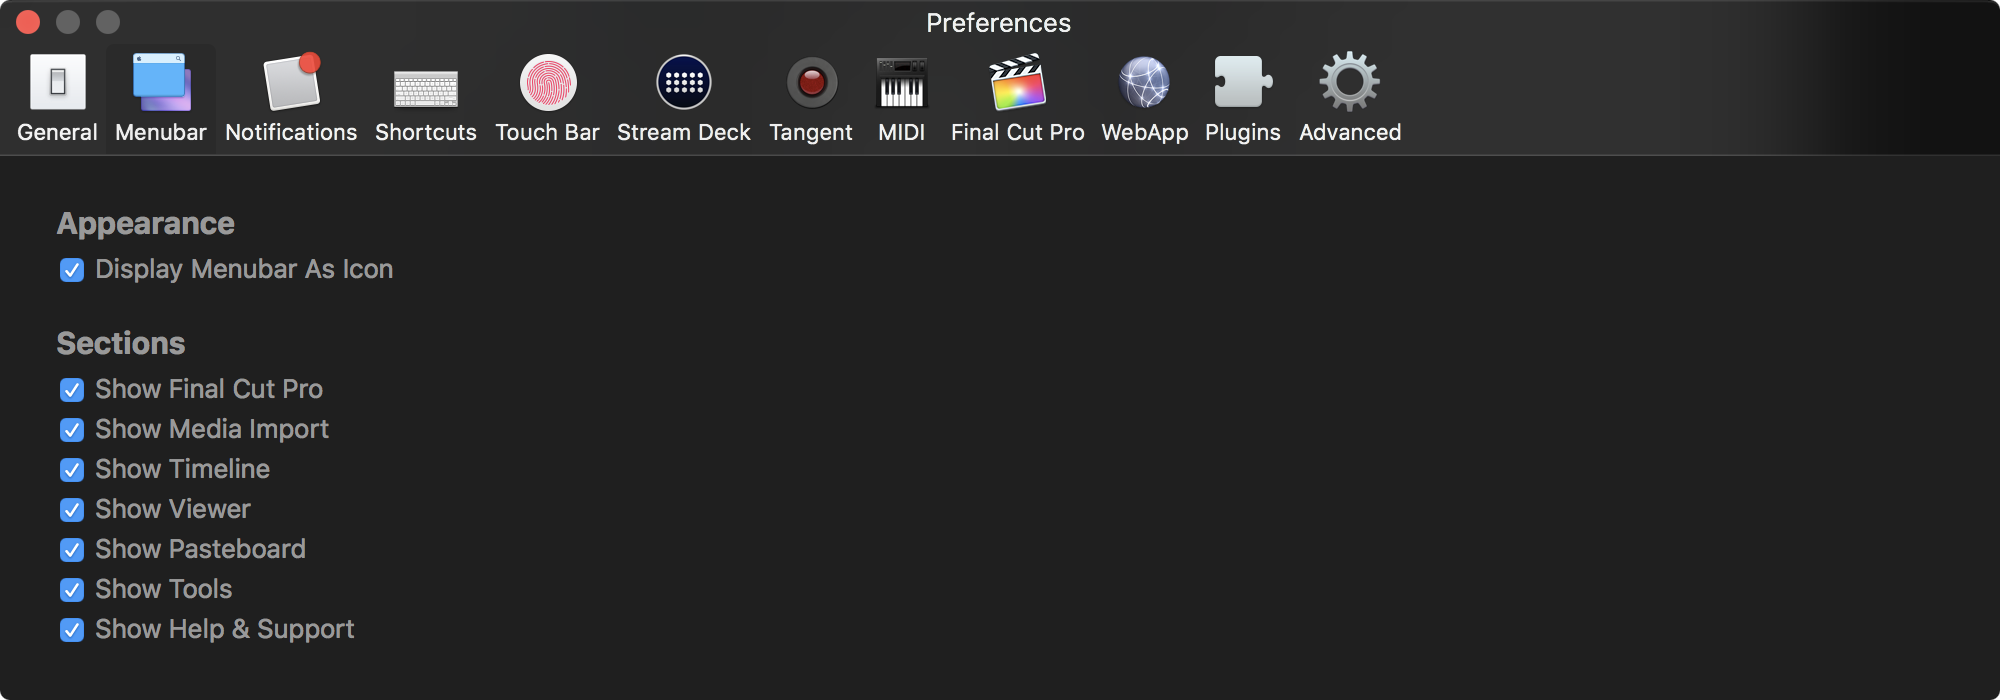 Preferences
General Menubar Notifications Shortcuts Touch Bar Stream Deck Tangent MIDI Final Cut Pro WebApp Plugins Advanced
Appearance
Display Menubar As Icon
Sections
Show Final Cut Pro
Show Media Import
Show Timeline
Show Viewer
Show Pasteboard
Show Tools
Show Help & Support